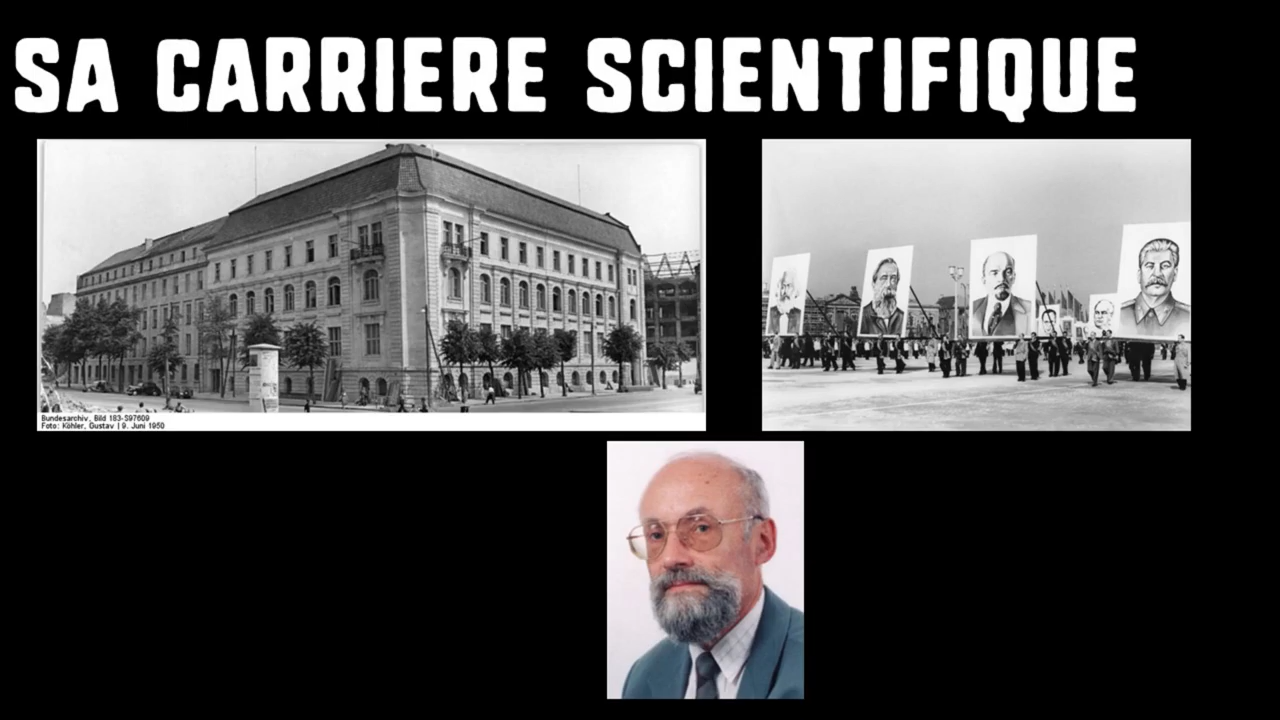 SA CARRIERE SCIENTIFIQUE
Bundesarchiv, Bild 183-S97609
Foto: Köhler, Gustav | 9. Juni 1950